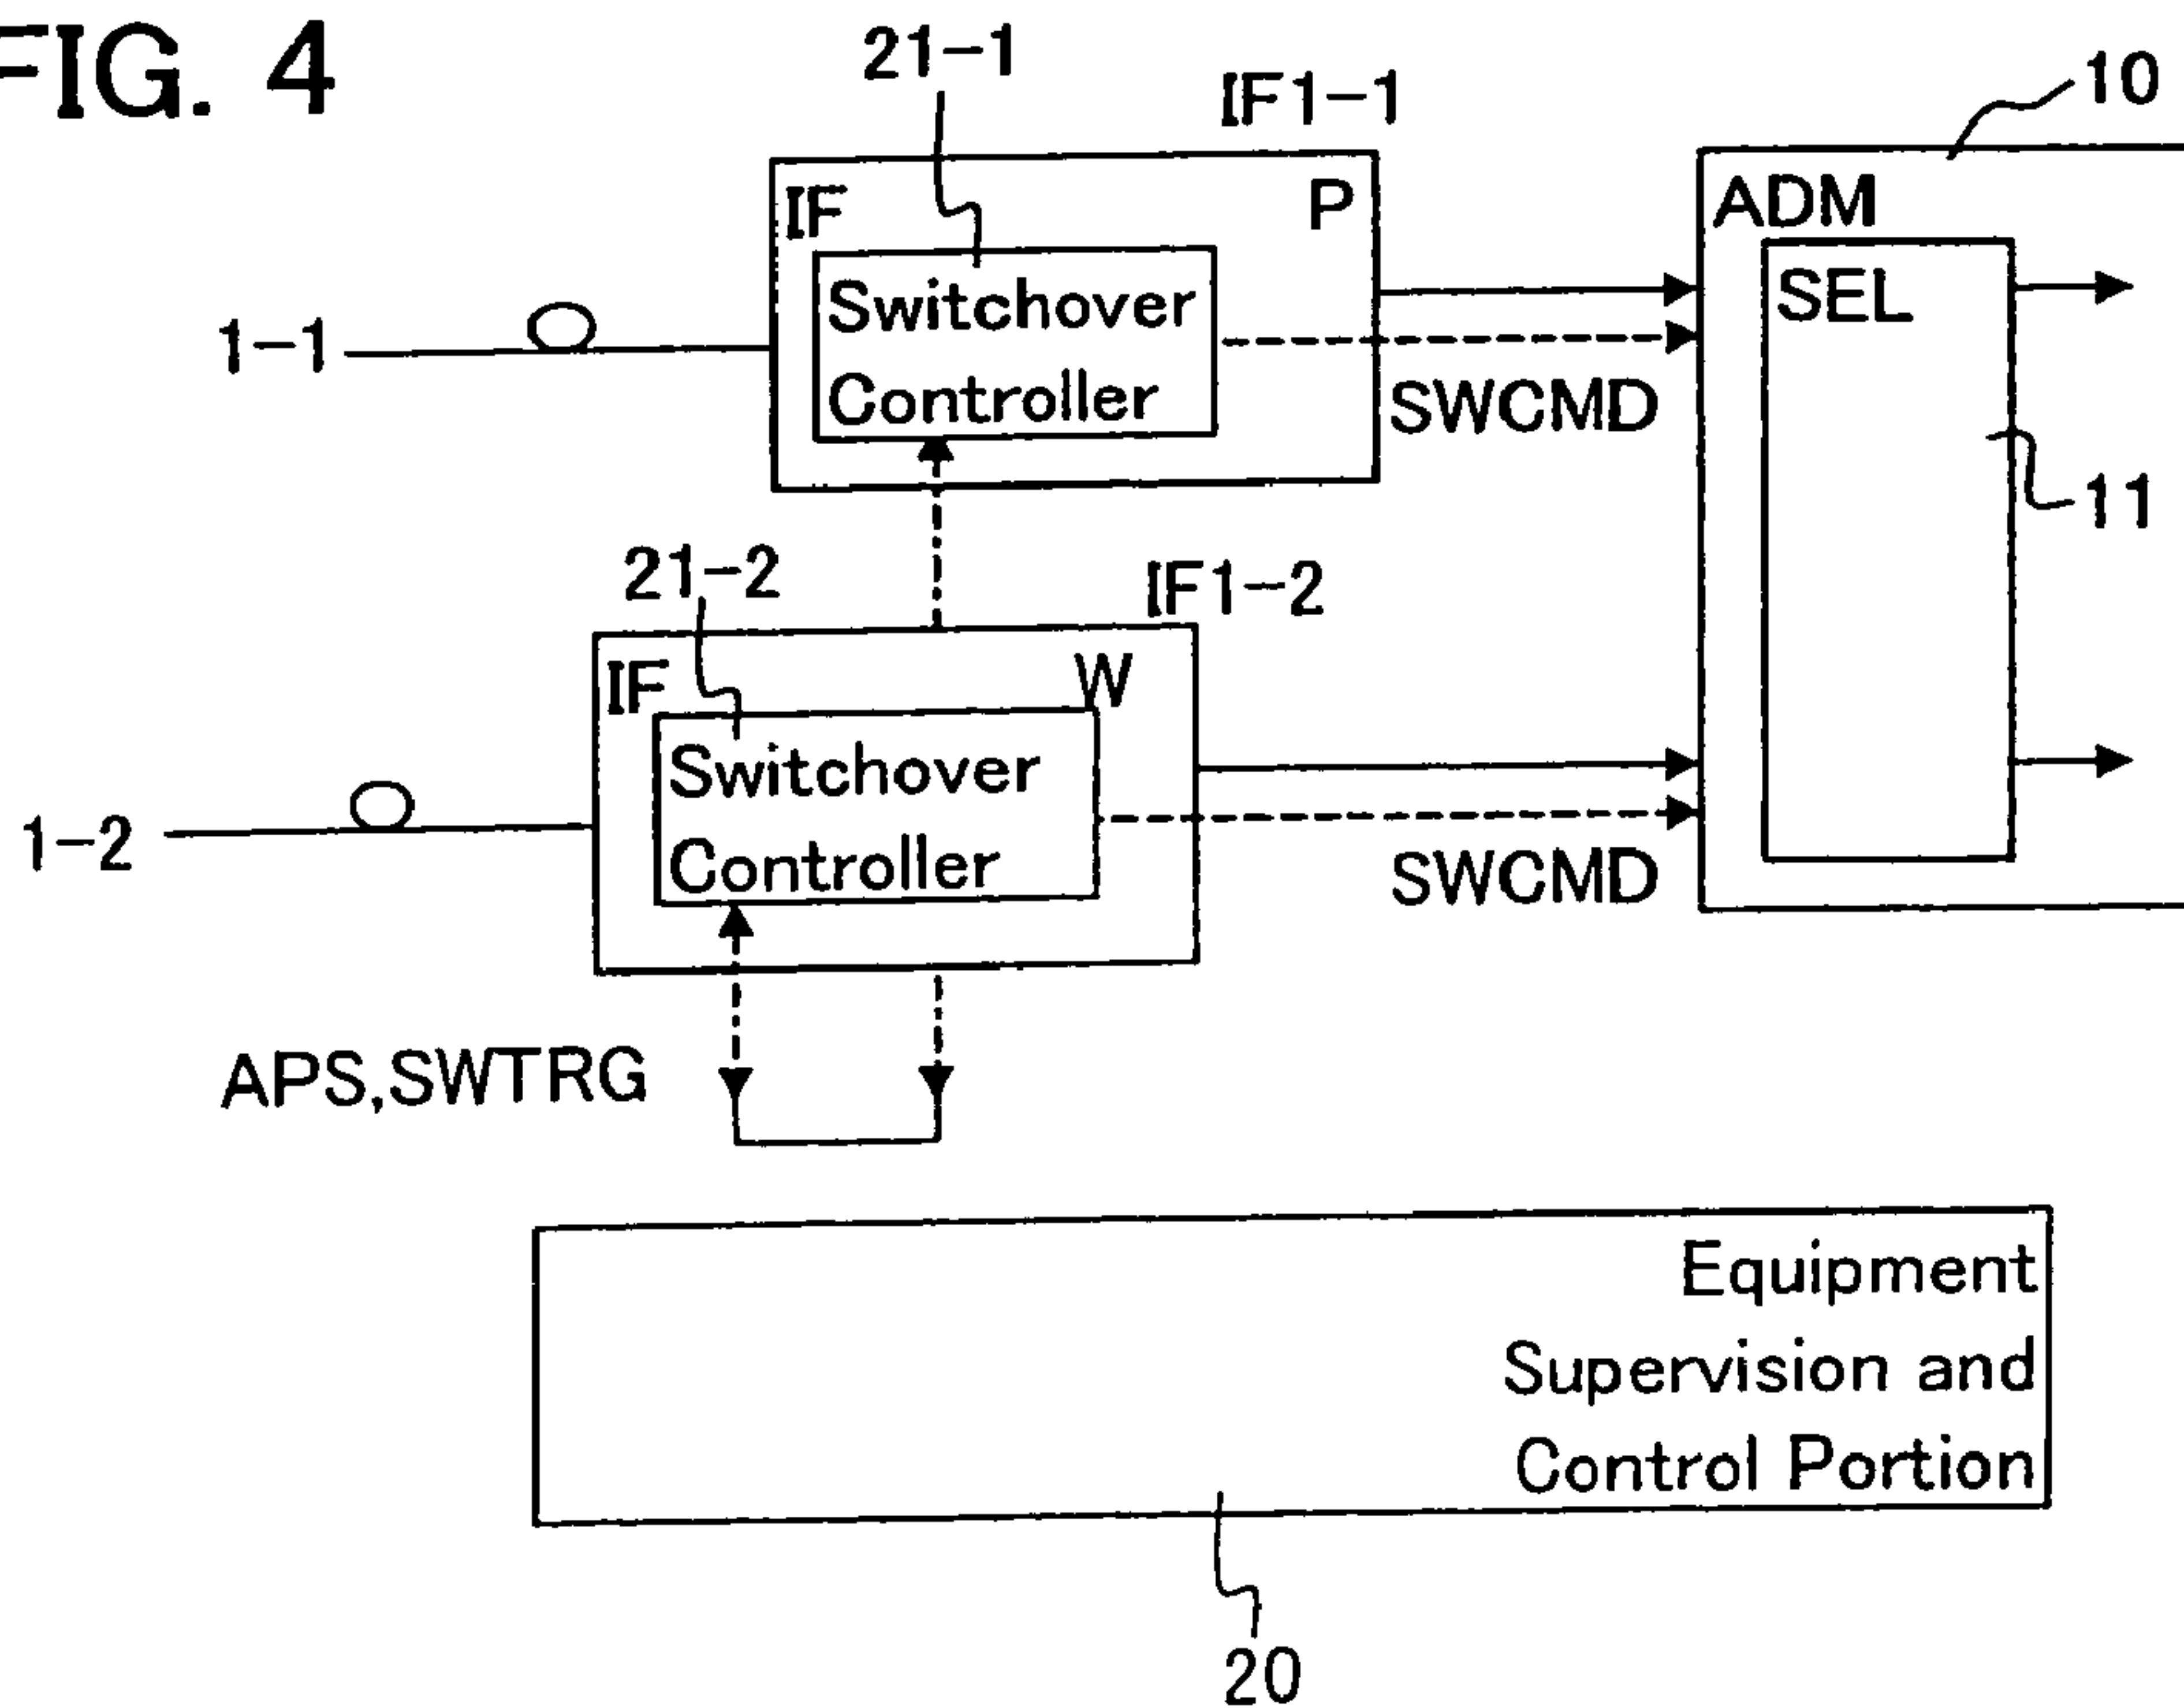 FIG. 4
21-1
IF1-1
10
IF
P
ADM
SEL
Switchover
Controller
1-1
SWCMD
11
21-2
IF1-2
IF
W
Switchover
Controller
1-2
SWCMD
APS,SWTRG
Equipment
Supervision and
Control Portion
20